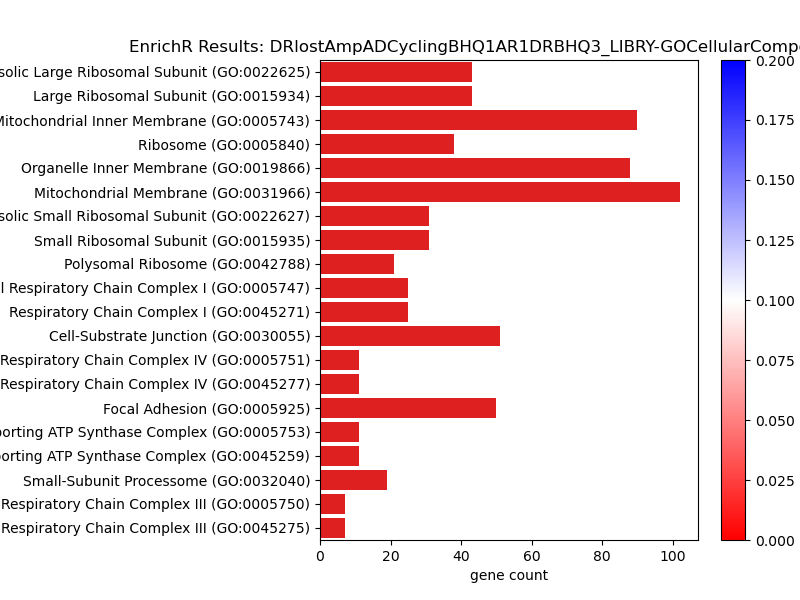 EnrichR Results: DRlostAmpADCyclingBHQ1AR1DRBHQ3_LIBRY-GOCellularCompo
solic Large Ribosomal Subunit (GO:0022625)
Large Ribosomal Subunit (GO:0015934)
Mitochondrial Inner Membrane (GO:0005743)
Ribosome (GO:0005840)
Organelle Inner Membrane (GO:0019866)
Mitochondrial Membrane (GO:0031966)
solic Small Ribosomal Subunit (GO:0022627)
Small Ribosomal Subunit (GO:0015935)
Polysomal Ribosome (GO:0042788)
l Respiratory Chain Complex I (GO:0005747)
Respiratory Chain Complex I (GO:0045271)
Cell-Substrate Junction (GO:0030055)
Respiratory Chain Complex IV (GO:0005751)
Respiratory Chain Complex IV (GO:0045277)
Focal Adhesion (GO:0005925)
porting ATP Synthase Complex (GO:0005753)
porting ATP Synthase Complex (GO:0045259)
Small-Subunit Processome (GO:0032040)
Respiratory Chain Complex III (GO:0005750)
Respiratory Chain Complex III (GO:0045275)
0 20 40 60 80 100
gene count
0.200
0.175
0.150
0.125
0.100
0.075
0.050
0.025
0.000